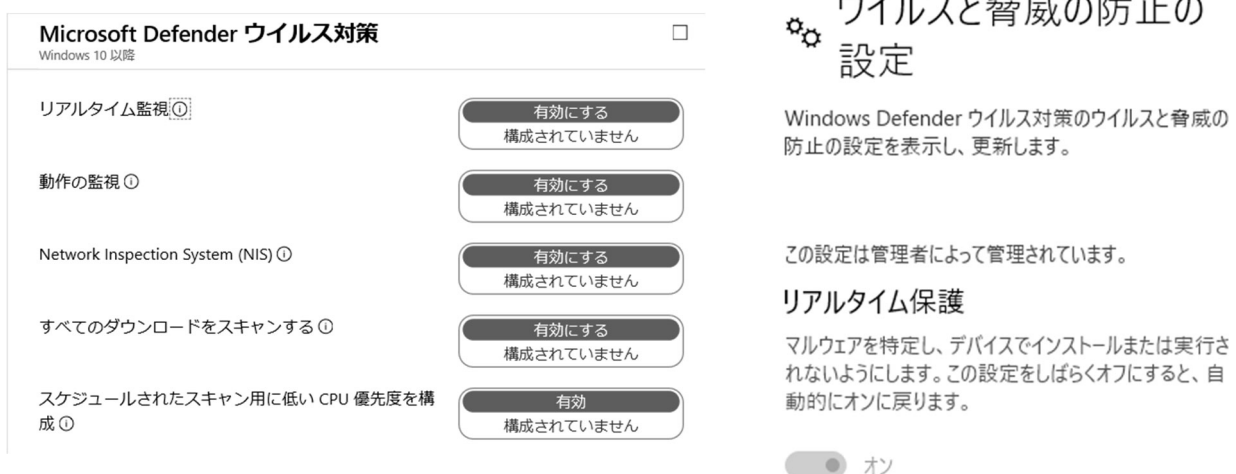 Microsoft Defender ウイルス対策
Windows 10 以降
リアルタイム監視
有効にする
構成されていません
動作の監視
有効にする
構成されていません
Network Inspection System (NIS)
有効にする
構成されていません
すべてのダウンロードをスキャンする
有効にする
構成されていません
スケジュールされたスキャン用に低い CPU 優先度を構
成
有効
構成されていません
ウイルスと脅威の防止の
設定
Windows Defender ウイルス対策のウイルスと脅威の
防止の設定を表示し、更新します。
この設定は管理者によって管理されています。
リアルタイム保護
マルウェアを特定し、デバイスでインストールまたは実行さ
れないようにします。この設定をしばらくオフにすると、自
動的にオンに戻ります。
オン